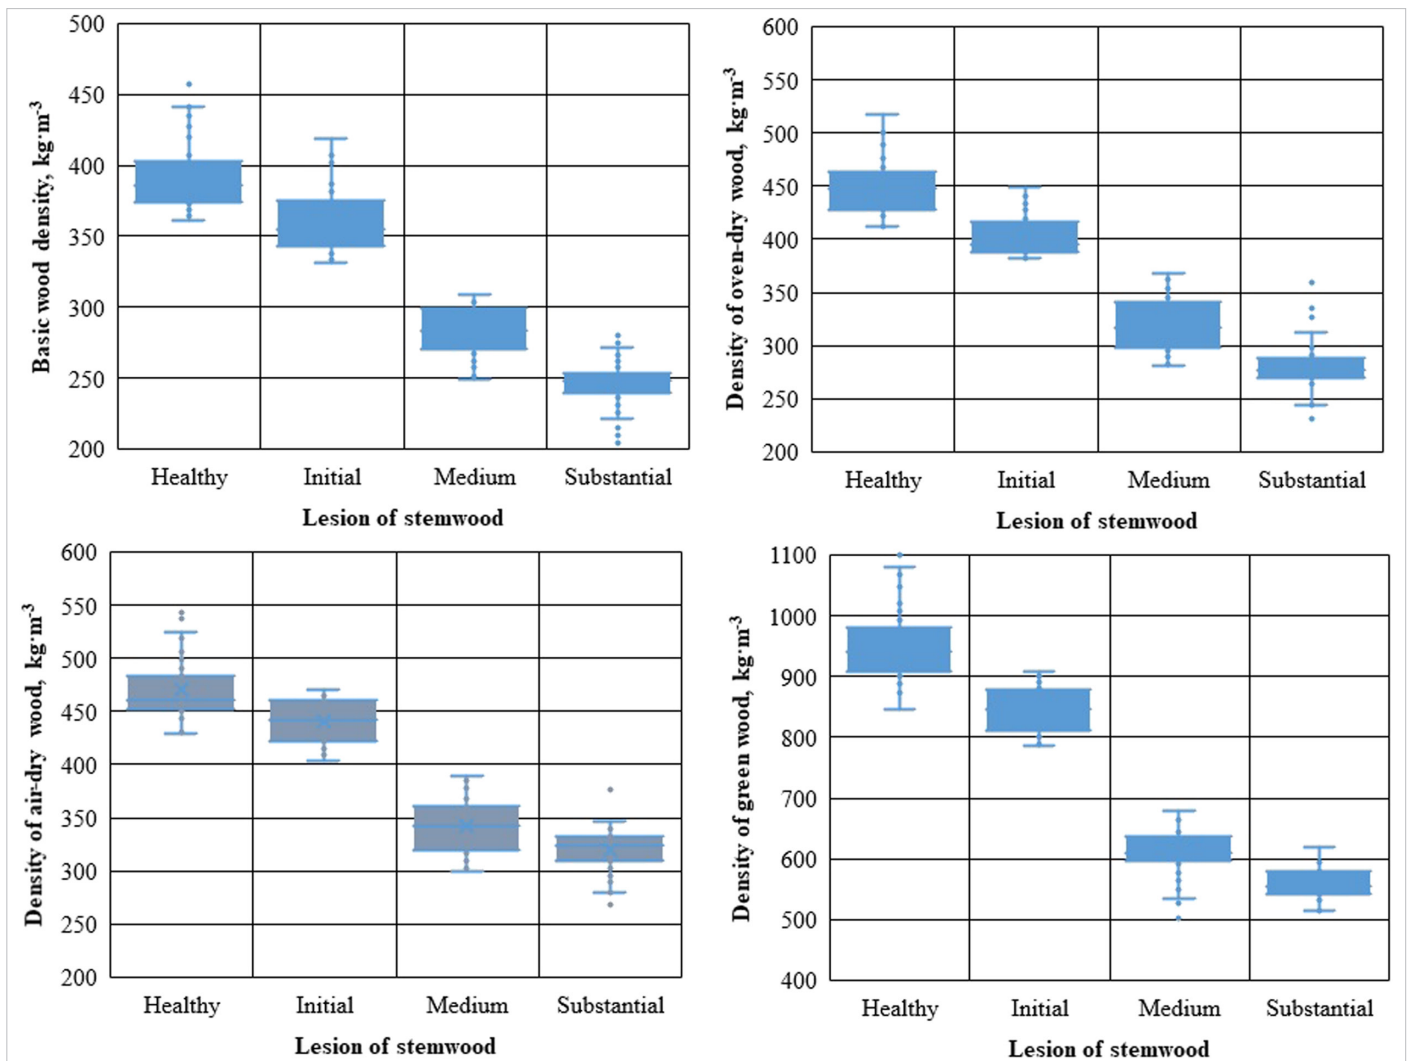 Basic wood density, kg·m-3
500
450
400
350
300
250
200
Healthy Initial Medium Substantial
Lesion of stemwood
Density of oven-dry wood, kg·m-3
600
550
500
450
400
350
300
250
200
Healthy Initial Medium Substantial
Lesion of stemwood
Density of air-dry wood, kg·m-3
600
550
500
450
400
350
300
250
200
Healthy Initial Medium Substantial
Lesion of stemwood
Density of green wood, kg·m-3
1100
1000
900
800
700
600
500
400
Healthy Initial Medium Substantial
Lesion of stemwood